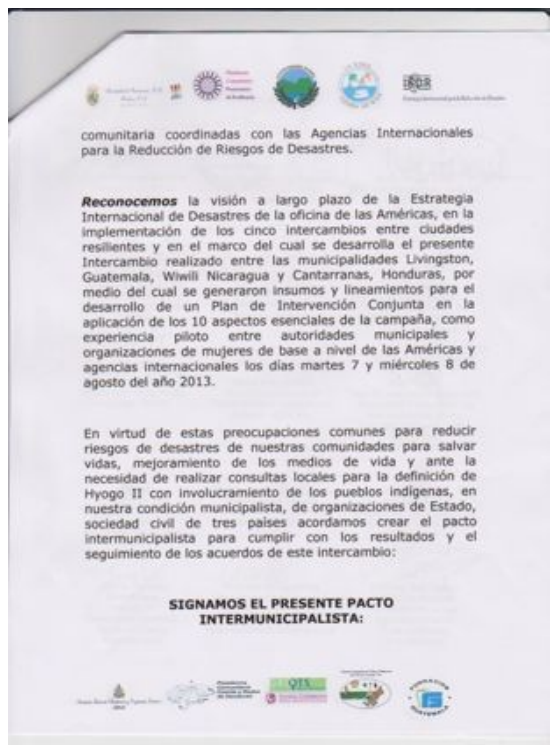 ISDR
comunitaria coordinadas con las Agencias Internacionales
para la Reducción de Riesgos de Desastres.
Reconocemos la visión a largo plazo de la Estrategia
Internacional de Desastres de la oficina de las Américas, en la
implementación de los cinco intercambios entre ciudades
resilientes y en el marco del cual se desarrolla el presente
Intercambio realizado entre las municipalidades Livingston,
Guatemala, Wiwilí Nicaragua y Cantarranas, Honduras, por
medio del cual se generaron insumos y lineamientos para el
desarrollo de un Plan de Intervención Conjunta en la
aplicación de los 10 aspectos esenciales de la campaña, como
experiencia piloto entre autoridades municipales y
organizaciones de mujeres de base a nivel de las Américas y
agencias internacionales los días martes 7 y miércoles 8 de
agosto del año 2013.
En virtud de estas preocupaciones comunes para reducir
riesgos de desastres de nuestras comunidades para salvar
vidas, mejoramiento de los medios de vida y ante la
necesidad de realizar consultas locales para la definición de
Hyogo II con involucramiento de los pueblos indígenas, en
nuestra condición municipalista, de organizaciones de Estado,
sociedad civil de tres países acordamos crear el pacto
intermunicipalista para cumplir con los resultados y el
seguimiento de los acuerdos de este intercambio:
SIGNAMOS EL PRESENTE PACTO
INTERMUNICIPALISTA: